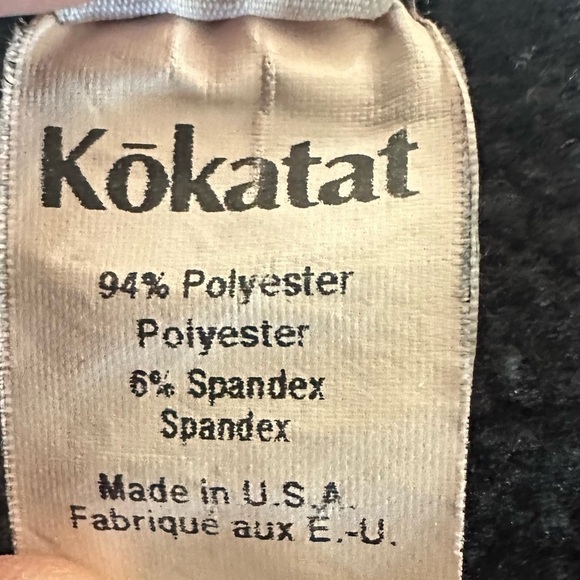 Kōkatat
94% Polyester
Polyester
6% Spandex
Spandex
Made in U.S.A.
Fabriqué aux É.-U.